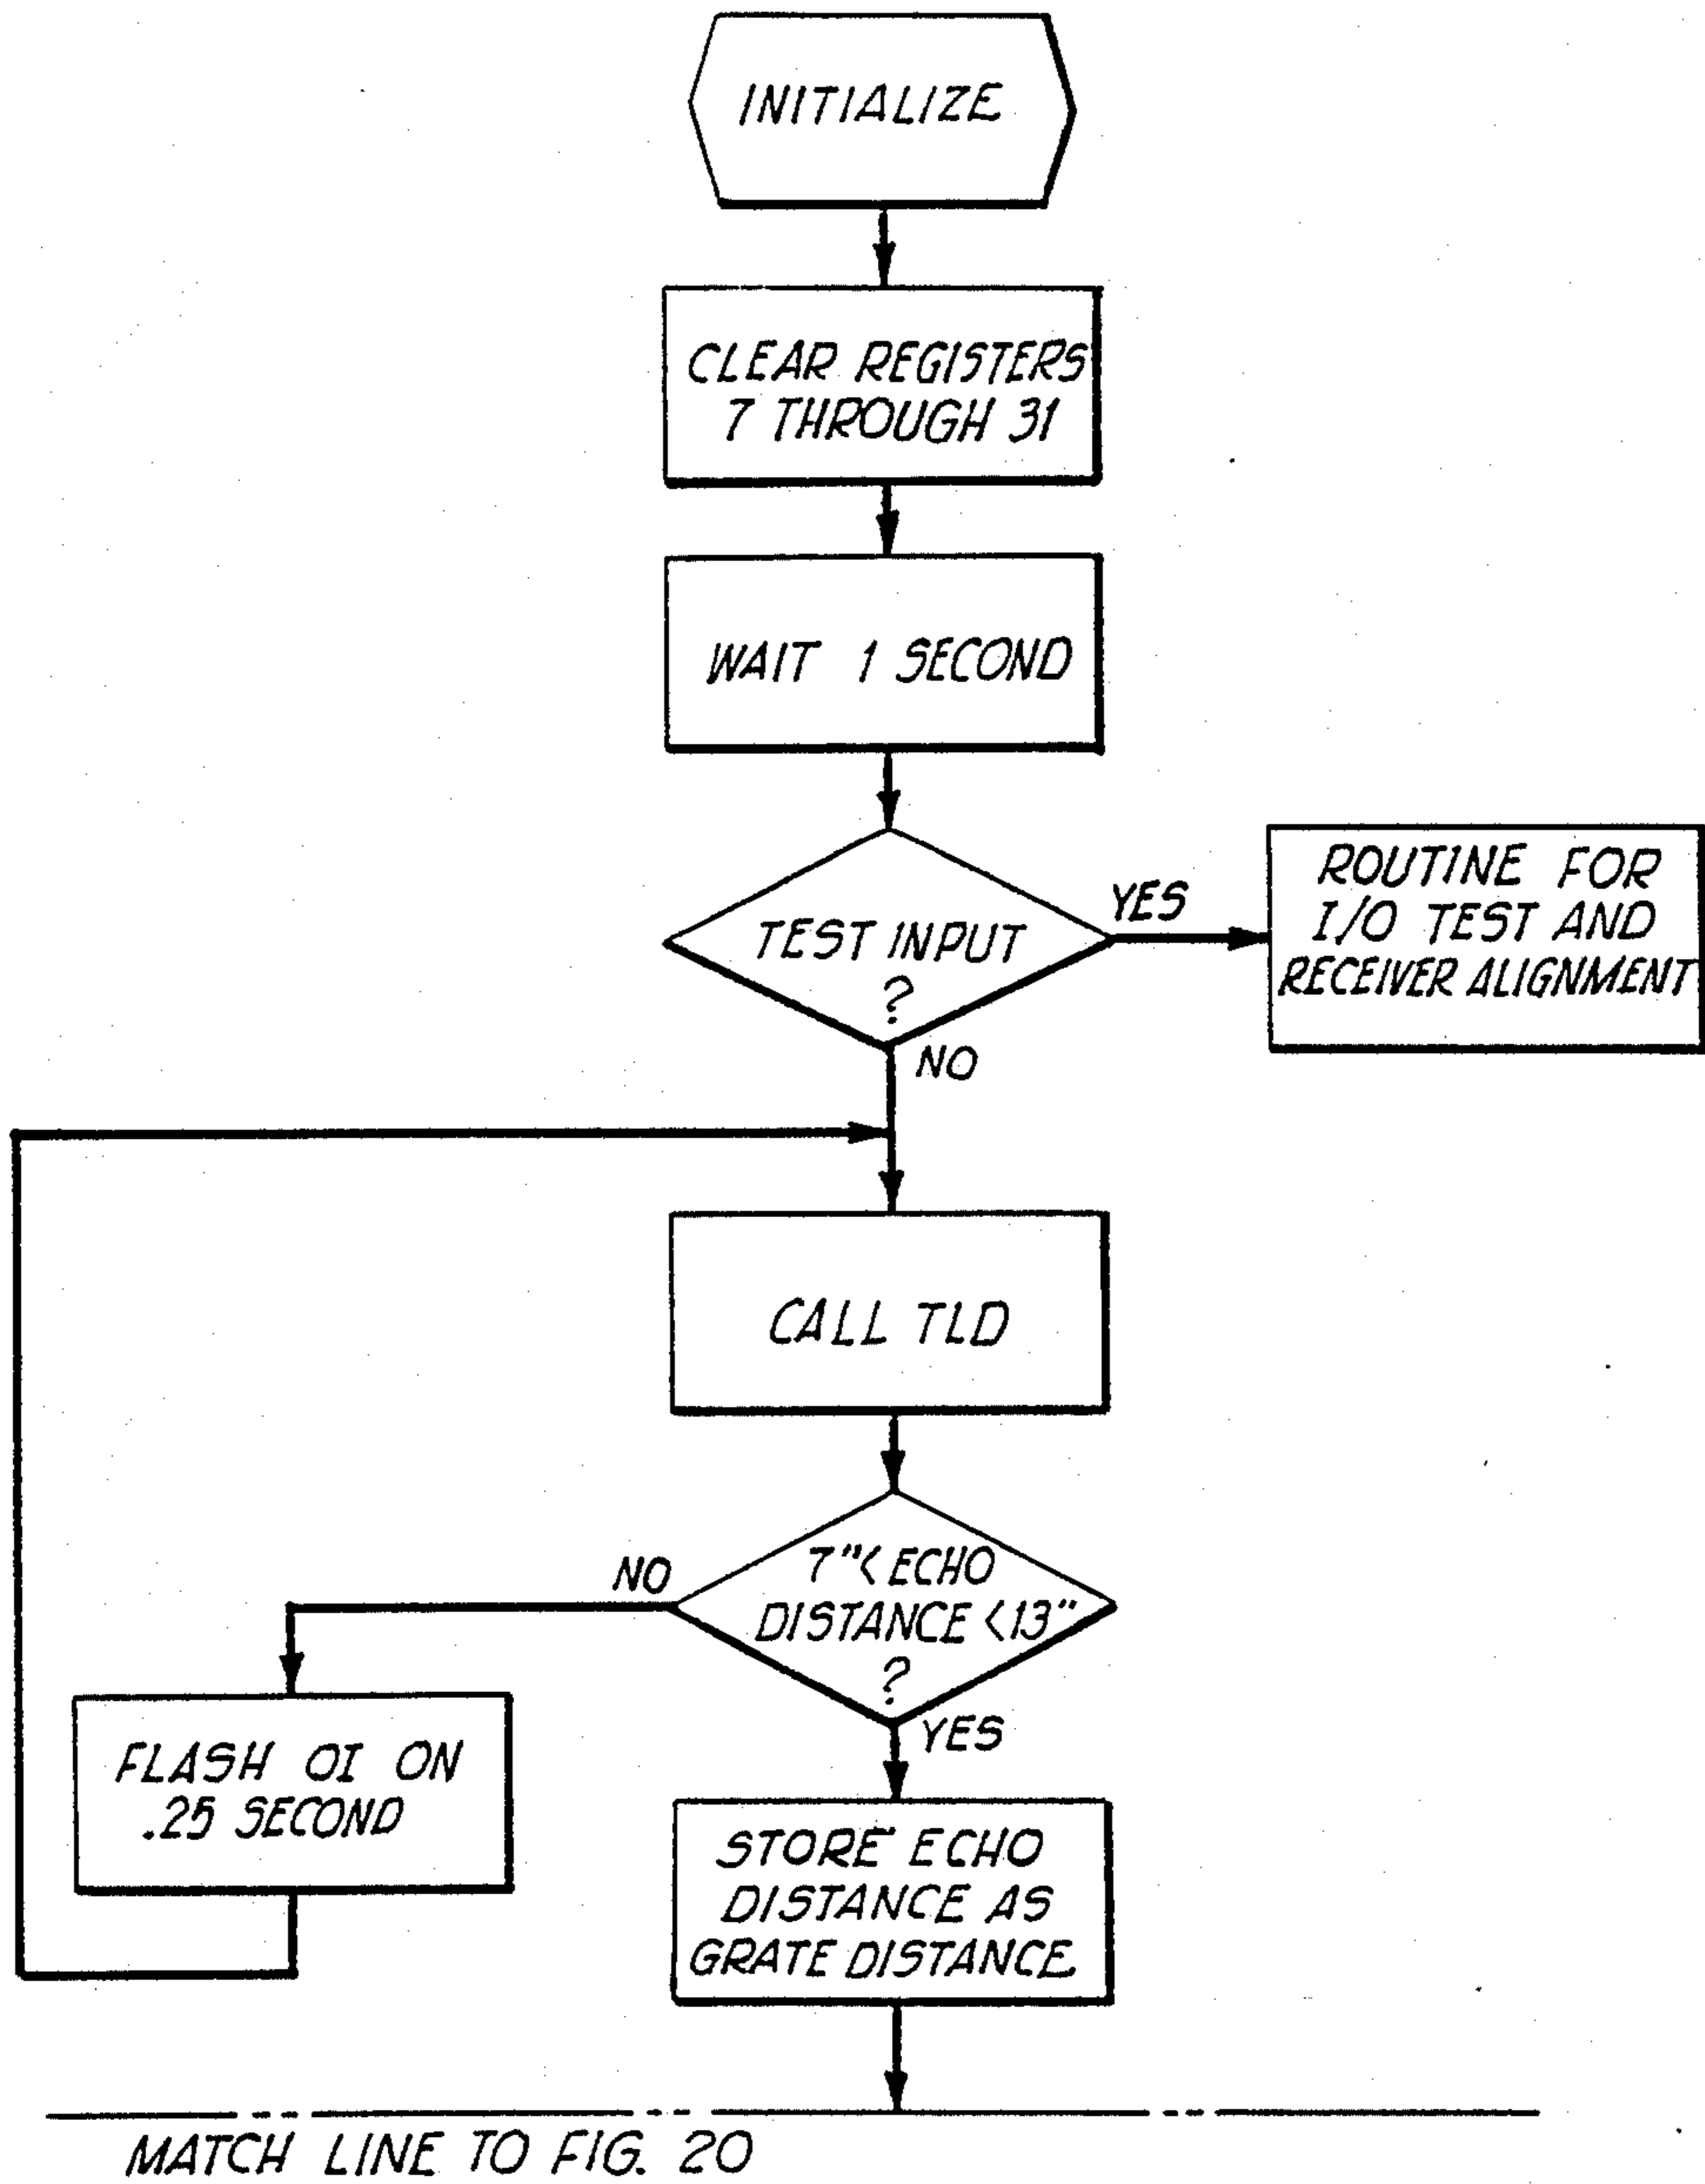 INITIALIZE
CLEAR REGISTERS
7 THROUGH 31
WAIT 1 SECOND
TEST INPUT
?
YES
ROUTINE FOR
I/O TEST AND
RECEIVER ALIGNMENT
NO
CALL TLD
7"< ECHO
DISTANCE <13"
?
NO
YES
FLASH OI ON
.25 SECOND
STORE ECHO
DISTANCE AS
GRATE DISTANCE
MATCH LINE TO FIG. 20